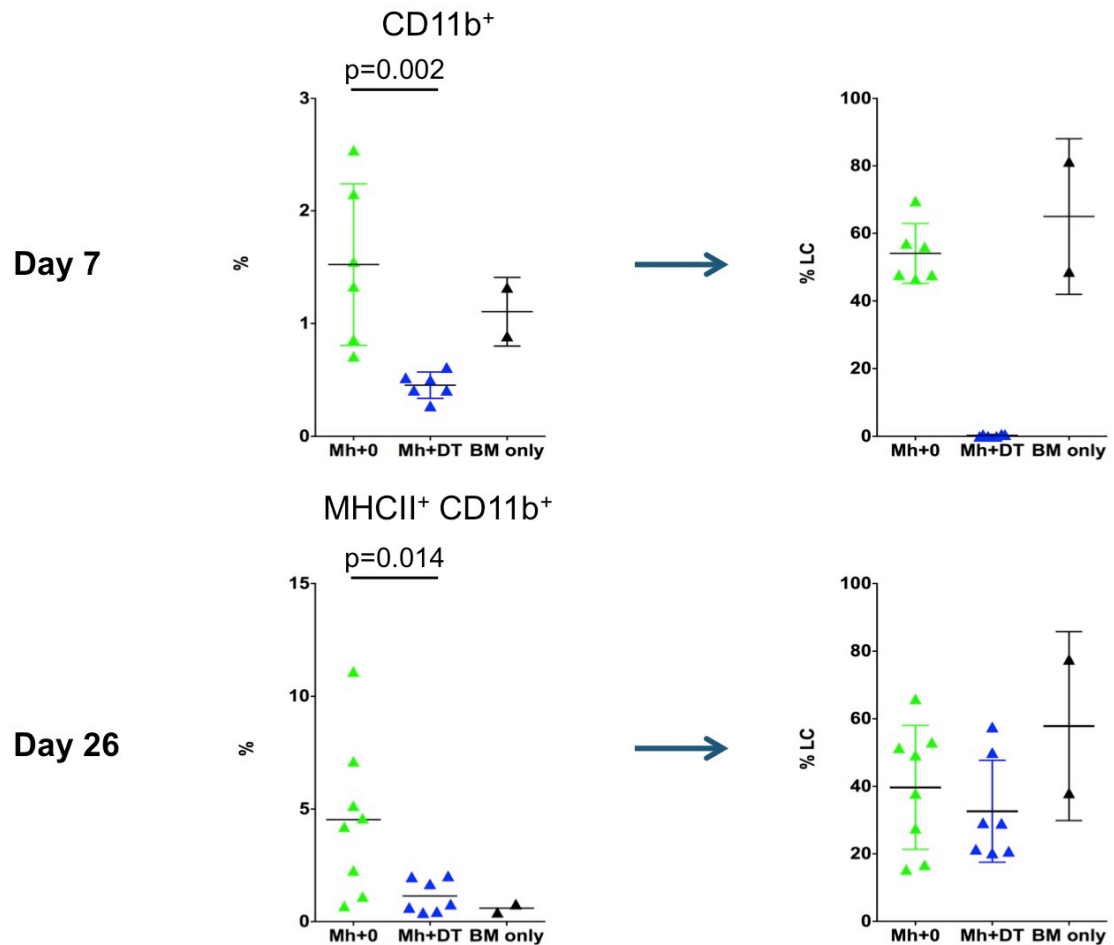 CD11b⁺
p=0.002
3
2
1
0
%
Mh+0 Mh+DT BM only
Day 7
100
80
60
40
20
0
% LC
Mh+0 Mh+DT BM only
MHCII⁺ CD11b⁺
p=0.014
15
10
5
0
%
Mh+0 Mh+DT BM only
Day 26
100
80
60
40
20
0
% LC
Mh+0 Mh+DT BM only